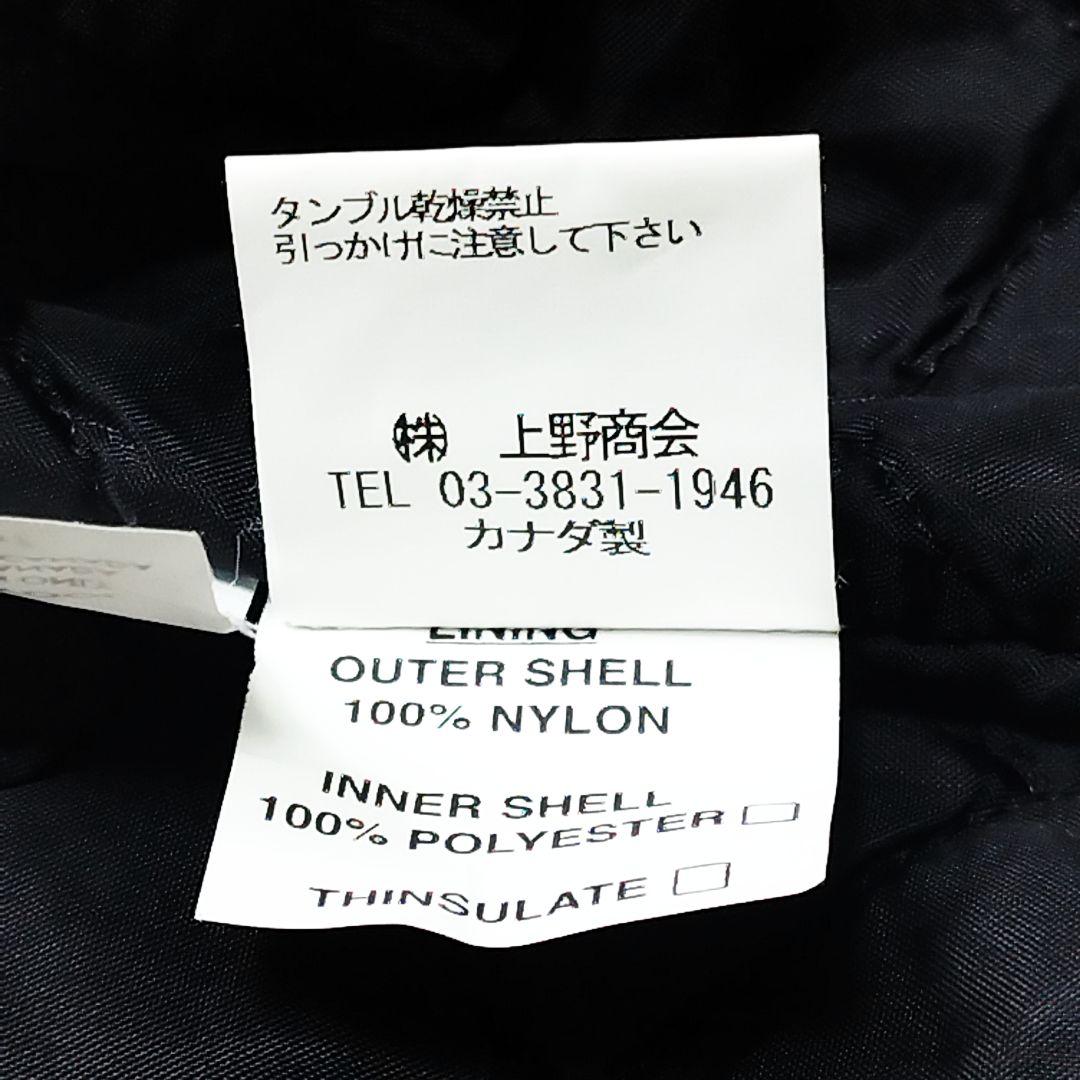 タンブル乾燥禁止
引っかけに注意して下さい
㈱ 上野商会
TEL 03-3831-1946
カナダ製
LINING
OUTER SHELL
100% NYLON
INNER SHELL
100% POLYESTER
THINSULATE